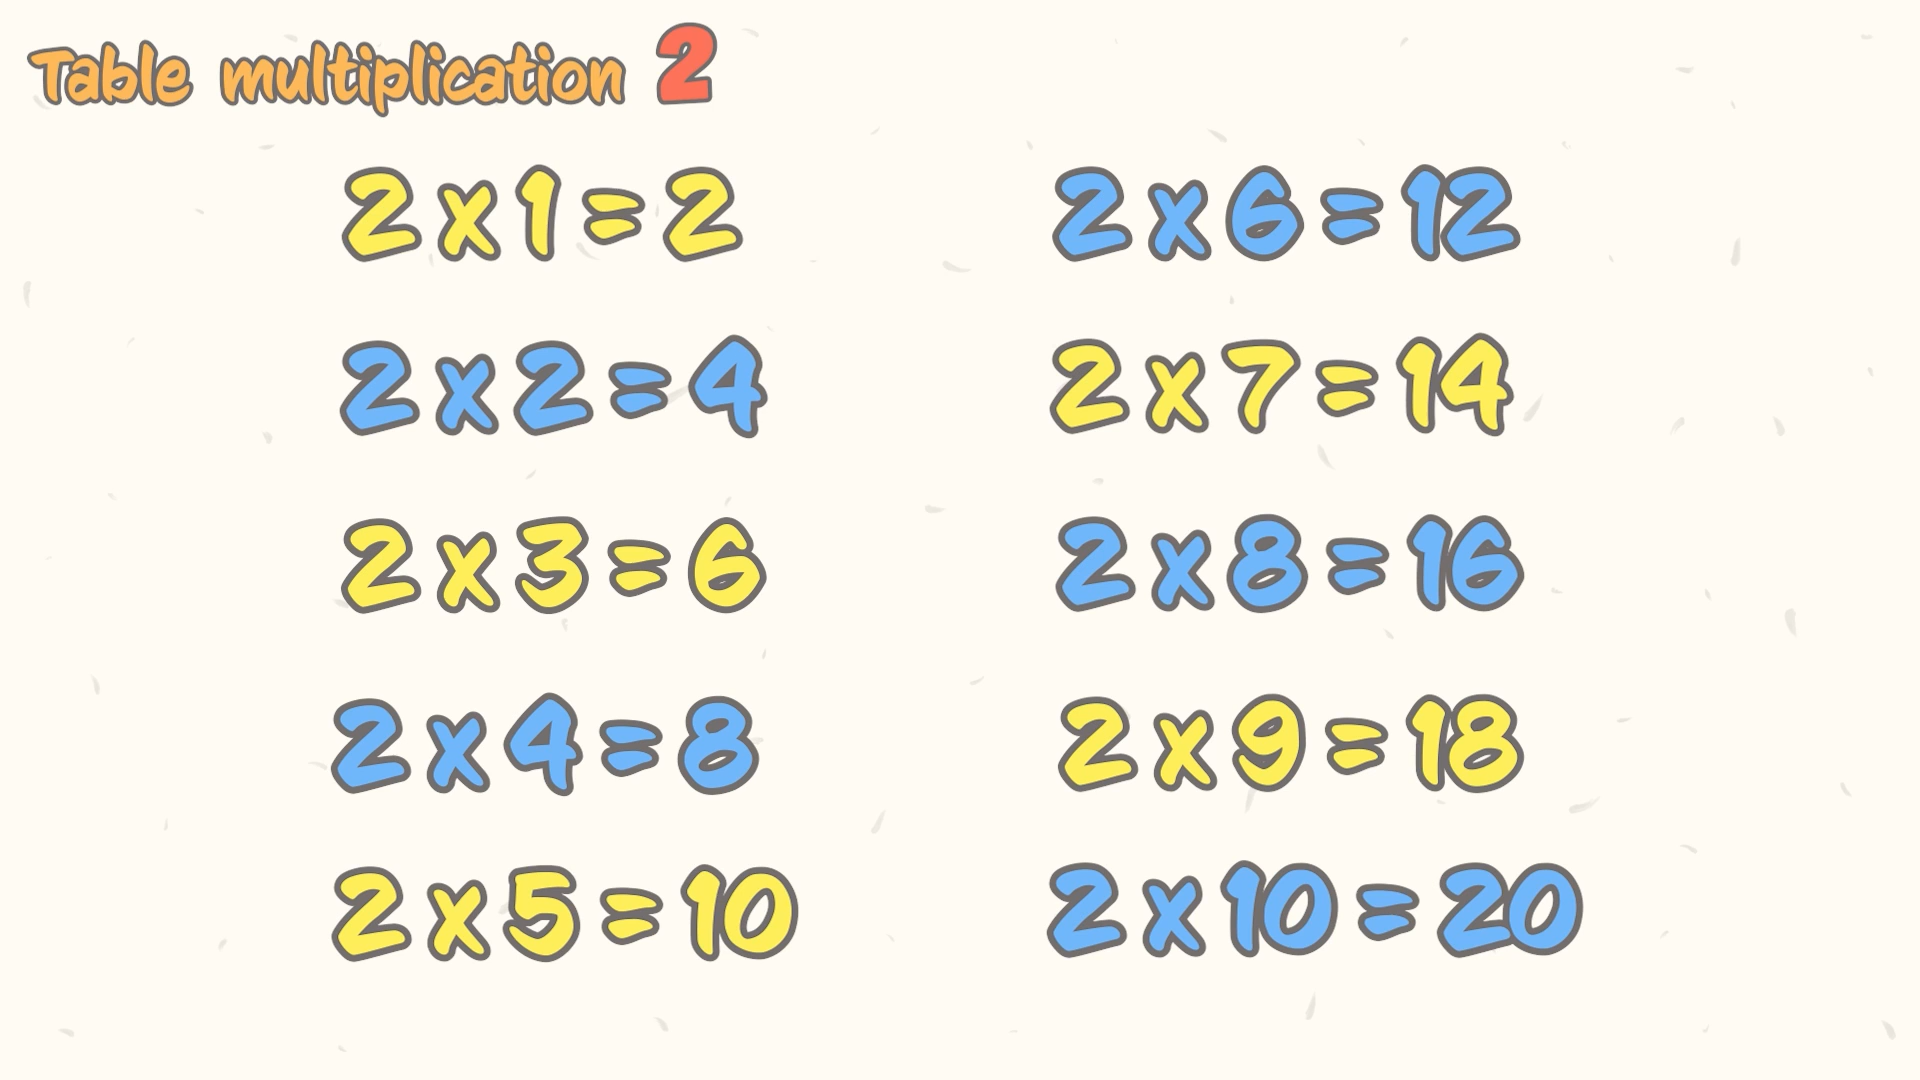 Table multiplication 2
2 x 1 = 2
2 x 2 = 4
2 x 3 = 6
2 x 4 = 8
2 x 5 = 10
2 x 6 = 12
2 x 7 = 14
2 x 8 = 16
2 x 9 = 18
2 x 10 = 20